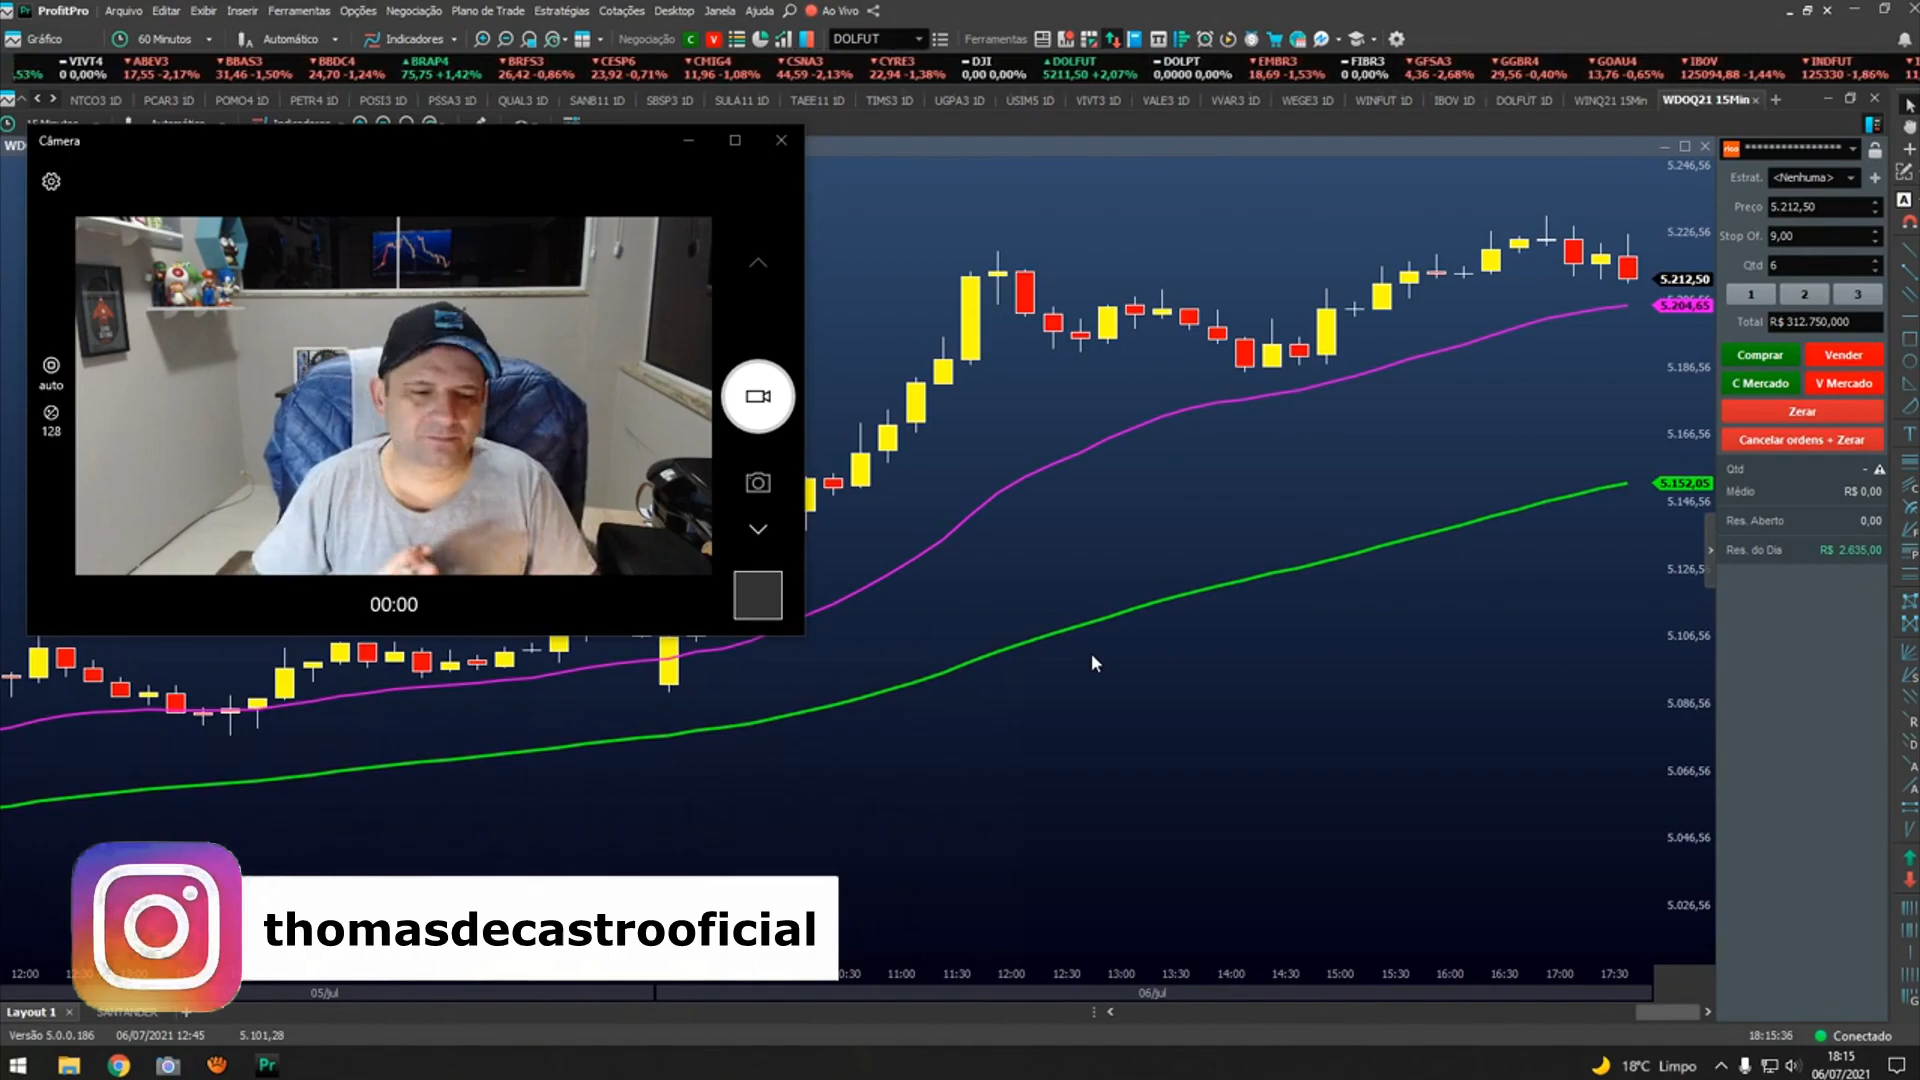 ProfitPro Arquivo Editar Exibir Inserir Ferramentas Opções Negociação Plano de Trade Estratégias Cotações Desktop Janela Ajuda Ao Vivo
Gráfico 60 Minutos Automático Indicadores Negociação C V DOLFUT Ferramentas
VIVT4 ABEV3 BBAS3 BBDC4 BRAP4 BRFS3 CESP6 CMIG4 CSNA3 CYRE3 DJI DOLFUT DOLPT EMBR3 FIBR3 GFSA3 GGBR4 GOAU4 IBOV INDFUT
,53% 0 0,00% 17,55 -2,17% 31,46 -1,50% 24,70 -1,24% 75,75 +1,42% 26,42 -0,86% 23,92 -0,71% 11,96 -1,08% 44,59 -2,13% 22,94 -1,38% 0,00 0,00% 5211,50 +2,07% 0,0000 0,00% 18,69 -1,53% 0 0,00% 4,36 -2,68% 29,56 -0,40% 13,76 -0,65% 125094,88 -1,44% 125330 -1,86%
NTCO3 1D PCAR3 1D POMO4 1D PETR4 1D POSI3 1D PSSA3 1D QUAL3 1D SANB11 1D SBSP3 1D SULA11 1D TAEE11 1D TIMS3 1D UGPA3 1D USIM5 1D VIVT3 1D VALE3 1D VVAR3 1D WEGE3 1D WINFUT 1D IBOV 1D DOLFUT 1D WINQ21 15Min WDOQ21 15Min
Câmera
auto
128
00:00
5.246,56
5.226,56
5.212,50
5.204,65
5.186,56
5.166,56
5.152,05
5.146,56
5.126,56
5.106,56
5.086,56
5.066,56
5.046,56
5.026,56
rico ****************
Estrat. <Nenhuma>
Preço 5.212,50
Stop Of. 9,00
Qtd 6
1 2 3
Total R$ 312.750,000
Comprar Vender
C Mercado V Mercado
Zerar
Cancelar ordens + Zerar
Qtd -
Médio R$ 0,00
Res. Aberto 0,00
Res. do Dia R$ 2.635,00
thomasdecastrooficial
12:00 11:00 11:30 12:00 12:30 13:00 13:30 14:00 14:30 15:00 15:30 16:00 16:30 17:00 17:30
05/jul 06/jul
Layout 1 SANTANDER
Versão 5.0.0.186 06/07/2021 12:45 5.101,28 18:15:36 Conectado
Pr 18°C Limpo 18:15
06/07/2021